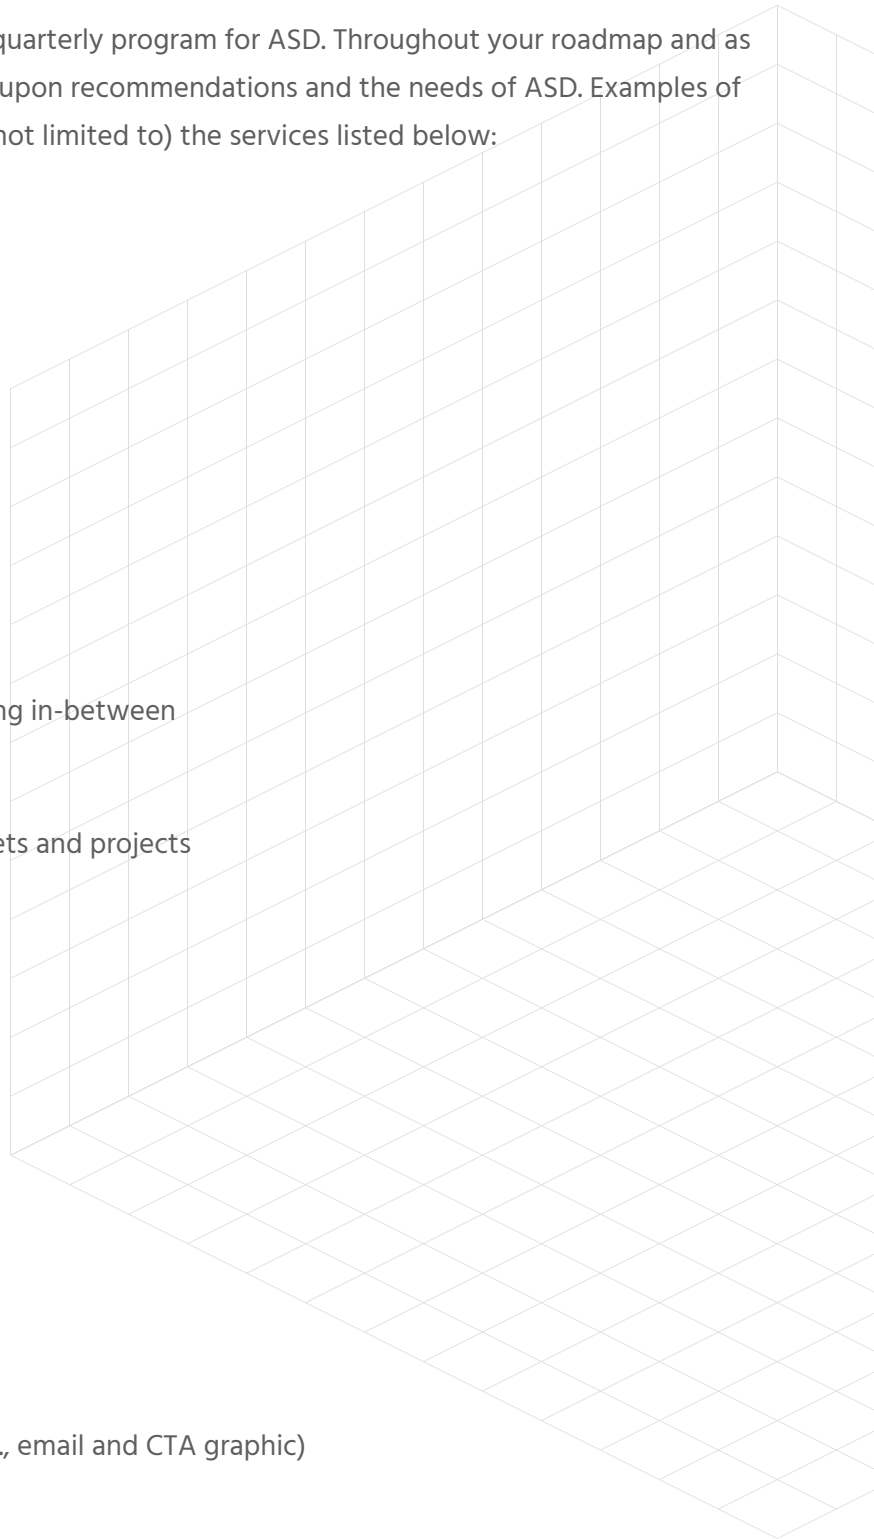 quarterly program for ASD. Throughout your roadmap and as
upon recommendations and the needs of ASD. Examples of
not limited to) the services listed below:
ng in-between
ets and projects
., email and CTA graphic)